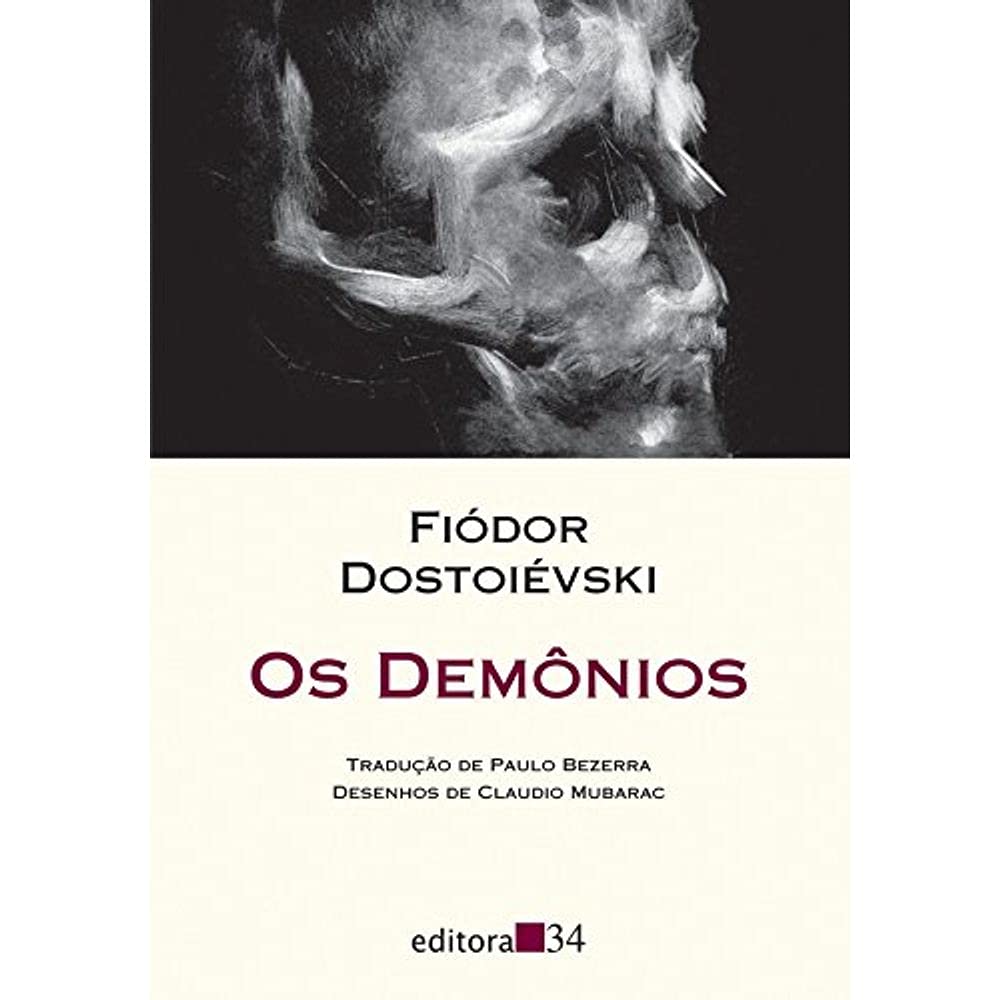 FIÓDOR
DOSTOIÉVSKI
OS DEMÔNIOS
TRADUÇÃO DE PAULO BEZERRA
DESENHOS DE CLAUDIO MUBARAC
editora 34